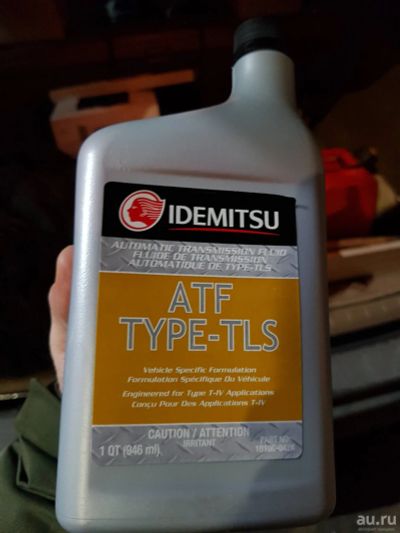 IDEMITSU
AUTOMATIC TRANSMISSION FLUID
FLUIDE DE TRANSMISSION
AUTOMATIQUE DE TYPE-TLS
ATF
TYPE-TLS
Vehicle Specific Formulation
Formulation Spécifique Du Véhicule
Engineered for Type T-IV Applications
Conçu Pour Des Applications T-IV
CAUTION / ATTENTION
IRRITANT
1 QT (946 ml)
PART NO.
au.ru